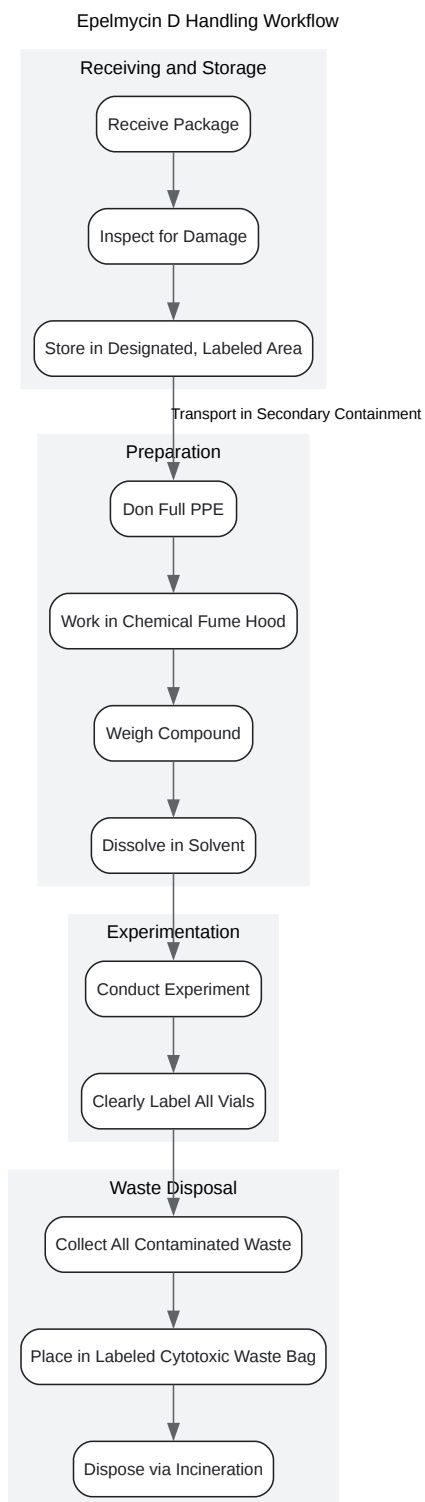 Epelmycin D Handling Workflow
Receiving and Storage
Receive Package
Inspect for Damage
Store in Designated, Labeled Area
Transport in Secondary Containment
Preparation
Don Full PPE
Work in Chemical Fume Hood
Weigh Compound
Dissolve in Solvent
Experimentation
Conduct Experiment
Clearly Label All Vials
Waste Disposal
Collect All Contaminated Waste
Place in Labeled Cytotoxic Waste Bag
Dispose via Incineration